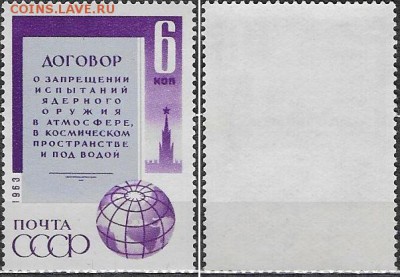 COINS.LAVE.RU
ДОГОВОР
О ЗАПРЕЩЕНИИ
ИСПЫТАНИЙ
ЯДЕРНОГО
ОРУЖИЯ
В АТМОСФЕРЕ,
В КОСМИЧЕСКОМ
ПРОСТРАНСТВЕ
И ПОД ВОДОЙ
6
КОП
1963
ПОЧТА
СССР